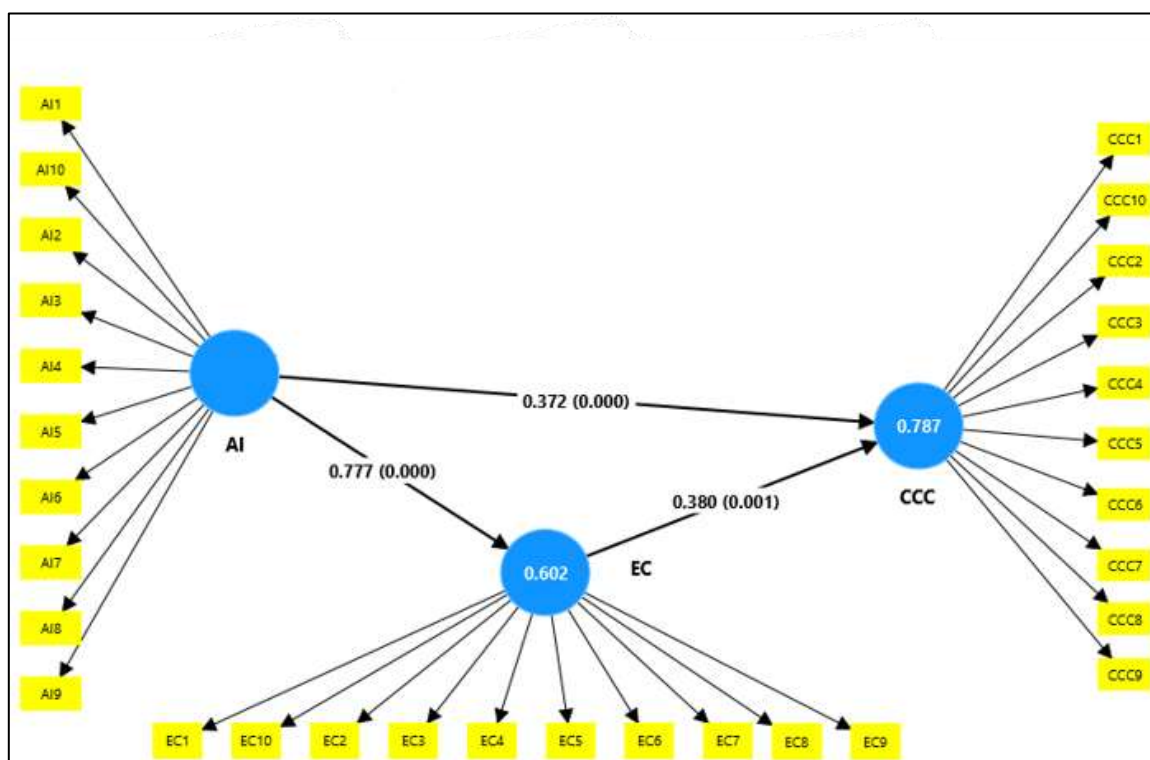 AI1
AI10
AI2
AI3
AI4
AI5
AI6
AI7
AI8
AI9
AI
0.372 (0.000)
0.777 (0.000)
0.380 (0.001)
0.602
EC
0.787
CCC
CCC1
CCC10
CCC2
CCC3
CCC4
CCC5
CCC6
CCC7
CCC8
CCC9
EC1
EC10
EC2
EC3
EC4
EC5
EC6
EC7
EC8
EC9